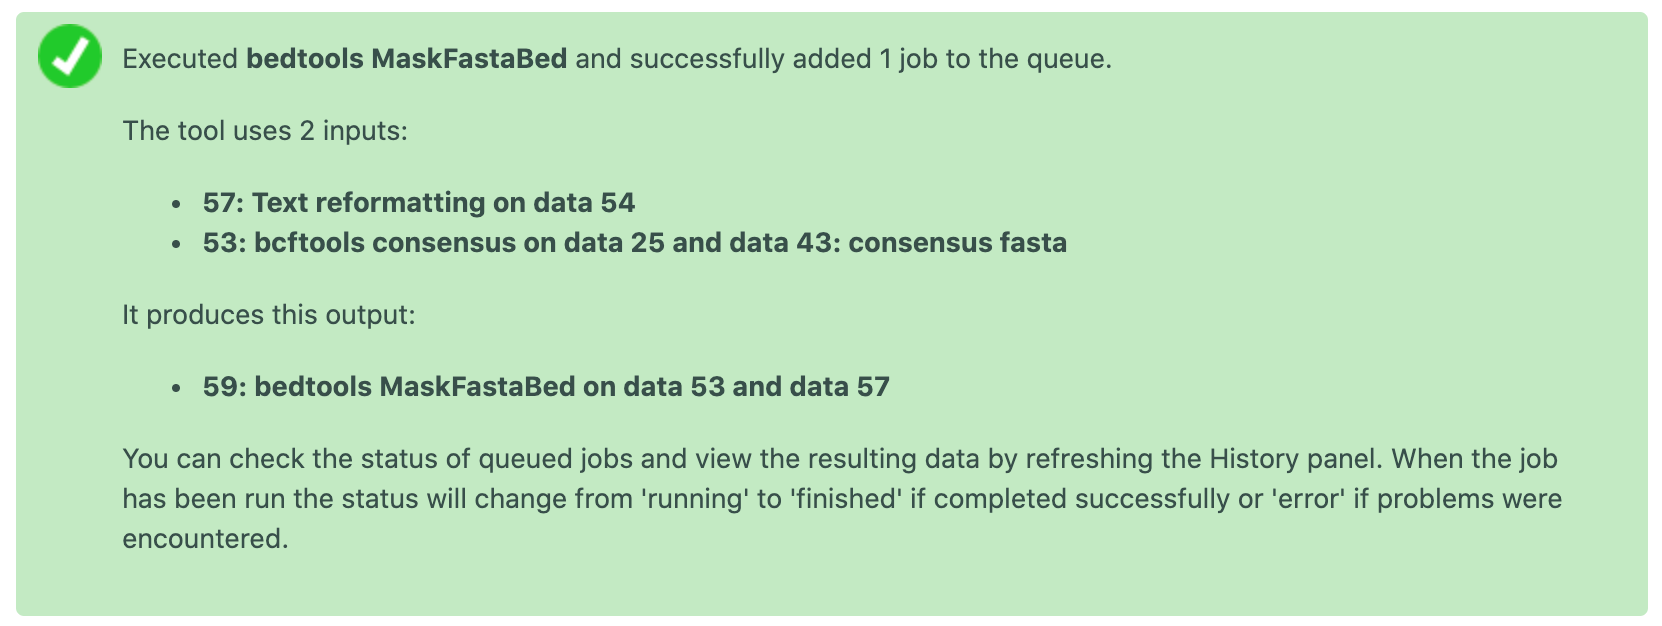 Executed bedtools MaskFastaBed and successfully added 1 job to the queue.
The tool uses 2 inputs:
• 57: Text reformatting on data 54
• 53: bcftools consensus on data 25 and data 43: consensus fasta
It produces this output:
• 59: bedtools MaskFastaBed on data 53 and data 57
You can check the status of queued jobs and view the resulting data by refreshing the History panel. When the job
has been run the status will change from 'running' to 'finished' if completed successfully or 'error' if problems were
encountered.